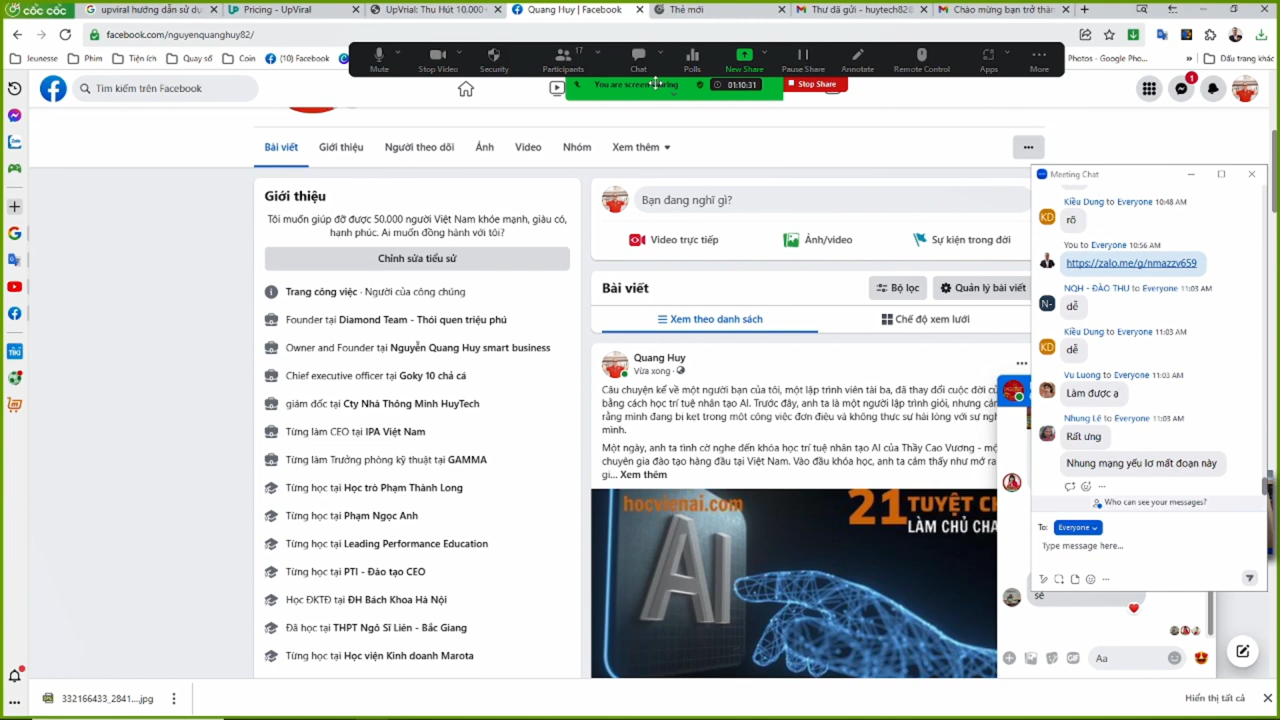 cốc cốc
upviral hướng dẫn sử dụ
Pricing - UpViral
UpViral: Thu Hút 10.000+
Quang Huy | Facebook
Thẻ mới
Thư đã gửi - huytech828
Chào mừng bạn trở thàn
facebook.com/nguyenquanghuy82/
Jeunesse
Phim
Tiện ích
Quay số
Coin
(10) Facebook
Photos - Google Pho...
Dấu trang khác
Mute
Stop Video
Security
17
Participants
Chat
Polls
New Share
Pause Share
Annotate
Remote Control
Apps
More
You are screen sharing
01:10:31
Stop Share
Tìm kiếm trên Facebook
1
Bài viết
Giới thiệu
Người theo dõi
Ảnh
Video
Nhóm
Xem thêm
Giới thiệu
Tôi muốn giúp đỡ được 50.000 người Việt Nam khỏe mạnh, giàu có,
hạnh phúc. Ai muốn đồng hành với tôi?
Chỉnh sửa tiểu sử
Trang công việc · Người của công chúng
Founder tại Diamond Team - Thói quen triệu phú
Owner and Founder tại Nguyễn Quang Huy smart business
Chief executive officer tại Goky 10 chả cá
giám đốc tại Cty Nhà Thông Minh HuyTech
Từng làm CEO tại IPA Việt Nam
Từng làm Trưởng phòng kỹ thuật tại GAMMA
Từng học tại Học trò Phạm Thành Long
Từng học tại Phạm Ngọc Anh
Từng học tại Leading Performance Education
Từng học tại PTI - Đào tạo CEO
Học ĐKTĐ tại ĐH Bách Khoa Hà Nội
Đã học tại THPT Ngô Sĩ Liên - Bắc Giang
Từng học tại Học viện Kinh doanh Marota
Bạn đang nghĩ gì?
Video trực tiếp
Ảnh/video
Sự kiện trong đời
Bài viết
Bộ lọc
Quản lý bài viết
Xem theo danh sách
Chế độ xem lưới
Quang Huy
Vừa xong ·
Câu chuyện kể về một người bạn của tôi, một lập trình viên tài ba, đã thay đổi cuộc đời củ
bằng cách học trí tuệ nhân tạo AI. Trước đây, anh ta là một người lập trình giỏi, nhưng cảm
rằng mình đang bị kẹt trong một công việc đơn điệu và không thực sự hài lòng với sự ngh
mình.
Một ngày, anh ta tình cờ nghe đến khóa học trí tuệ nhân tạo AI của Thầy Cao Vương - mộ
chuyên gia đào tạo hàng đầu tại Việt Nam. Vào đầu khóa học, anh ta cảm thấy như mở ra
gi... Xem thêm
hocvienai.com
21 TUYỆT C
LÀM CHỦ CHA
AI
Meeting Chat
Kiều Dung to Everyone 10:48 AM
KD
rõ
You to Everyone 10:56 AM
https://zalo.me/g/nmazzv659
NQH - ĐÀO THU to Everyone 11:03 AM
N-
dễ
Kiều Dung to Everyone 11:03 AM
KD
dễ
Vu Luong to Everyone 11:03 AM
Làm được ạ
Nhung Lê to Everyone 11:03 AM
Rất ưng
Nhung mạng yếu lơ mất đoạn này
Who can see your messages?
To:
Everyone
Type message here...
sẻ
Aa
332166433_2841....jpg
Hiển thị tất cả